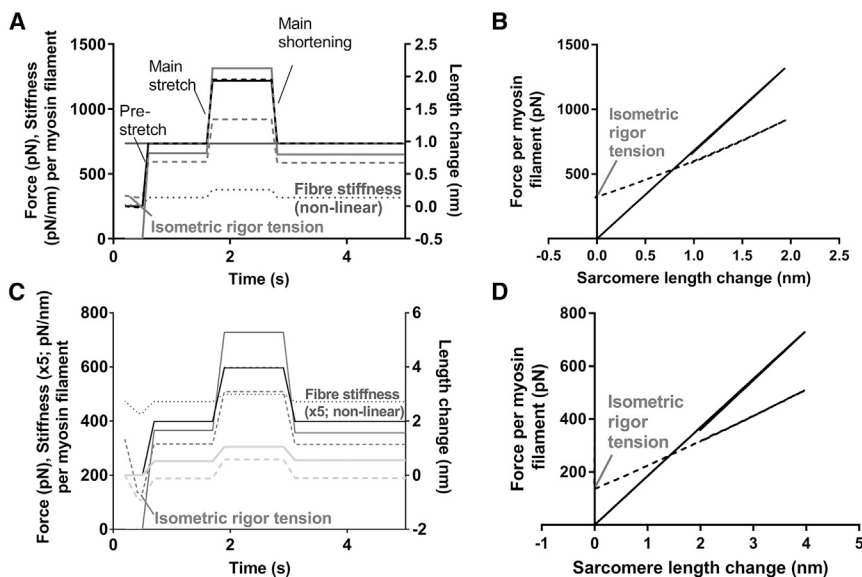 A
B
Force (pN), Stiffness
(pN/nm) per myosin filament
1500
1000
500
0
Pre-
stretch
Main
stretch
Main
shortening
Fibre stiffness
(non-linear)
Isometric rigor tension
2.5
2.0
1.5
1.0
0.5
0.0
-0.5
Length change (nm)
0
2
4
Time (s)
Force per myosin
filament (pN)
1500
1000
500
Isometric
rigor
tension
-0.5
0.0
0.5
1.0
1.5
2.0
2.5
Sarcomere length change (nm)
C
D
Force (pN), Stiffness (x5; pN/nm)
per myosin filament
800
600
400
200
0
Fibre stiffness
(x5; non-linear)
Isometric rigor tension
6
4
2
0
-2
Length change (nm)
0
2
4
Time (s)
Force per myosin
filament (pN)
800
600
400
200
Isometric
rigor
tension
-1
0
1
2
3
4
5
Sarcomere length change (nm)